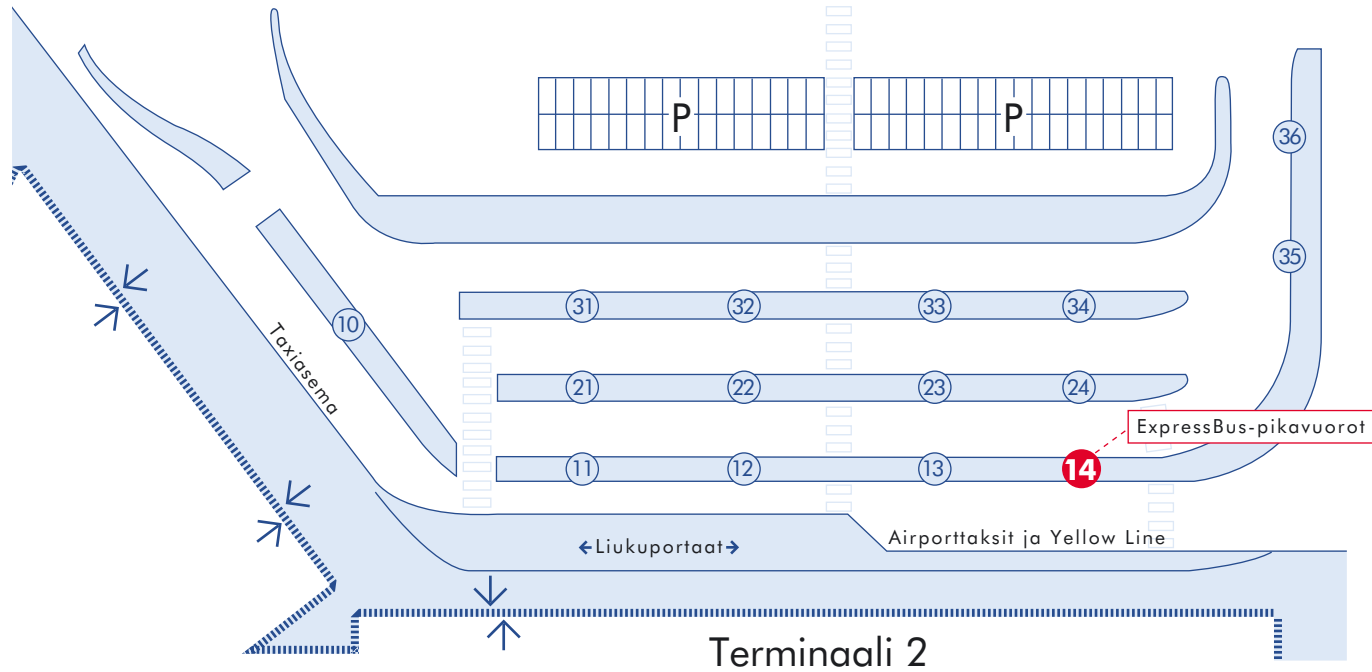 P
P
36
35
31
32
33
34
10
Taxiasema
21
22
23
24
ExpressBus-pikavuorot
11
12
13
14
Airporttaksit ja Yellow Line
←Liukuportaat→
Terminaali 2